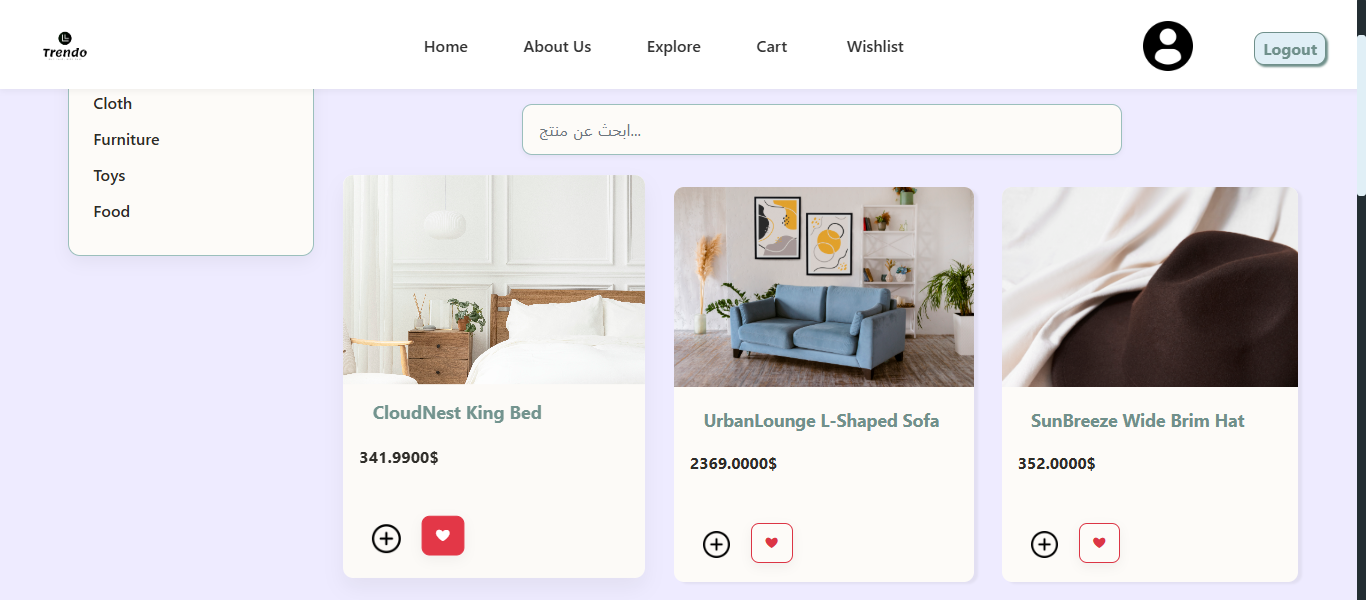 Trendo
Home
About Us
Explore
Cart
Wishlist
Logout
Cloth
Furniture
Toys
Food
ابحث عن منتج...
CloudNest King Bed
341.9900$
UrbanLounge L-Shaped Sofa
2369.0000$
SunBreeze Wide Brim Hat
352.0000$